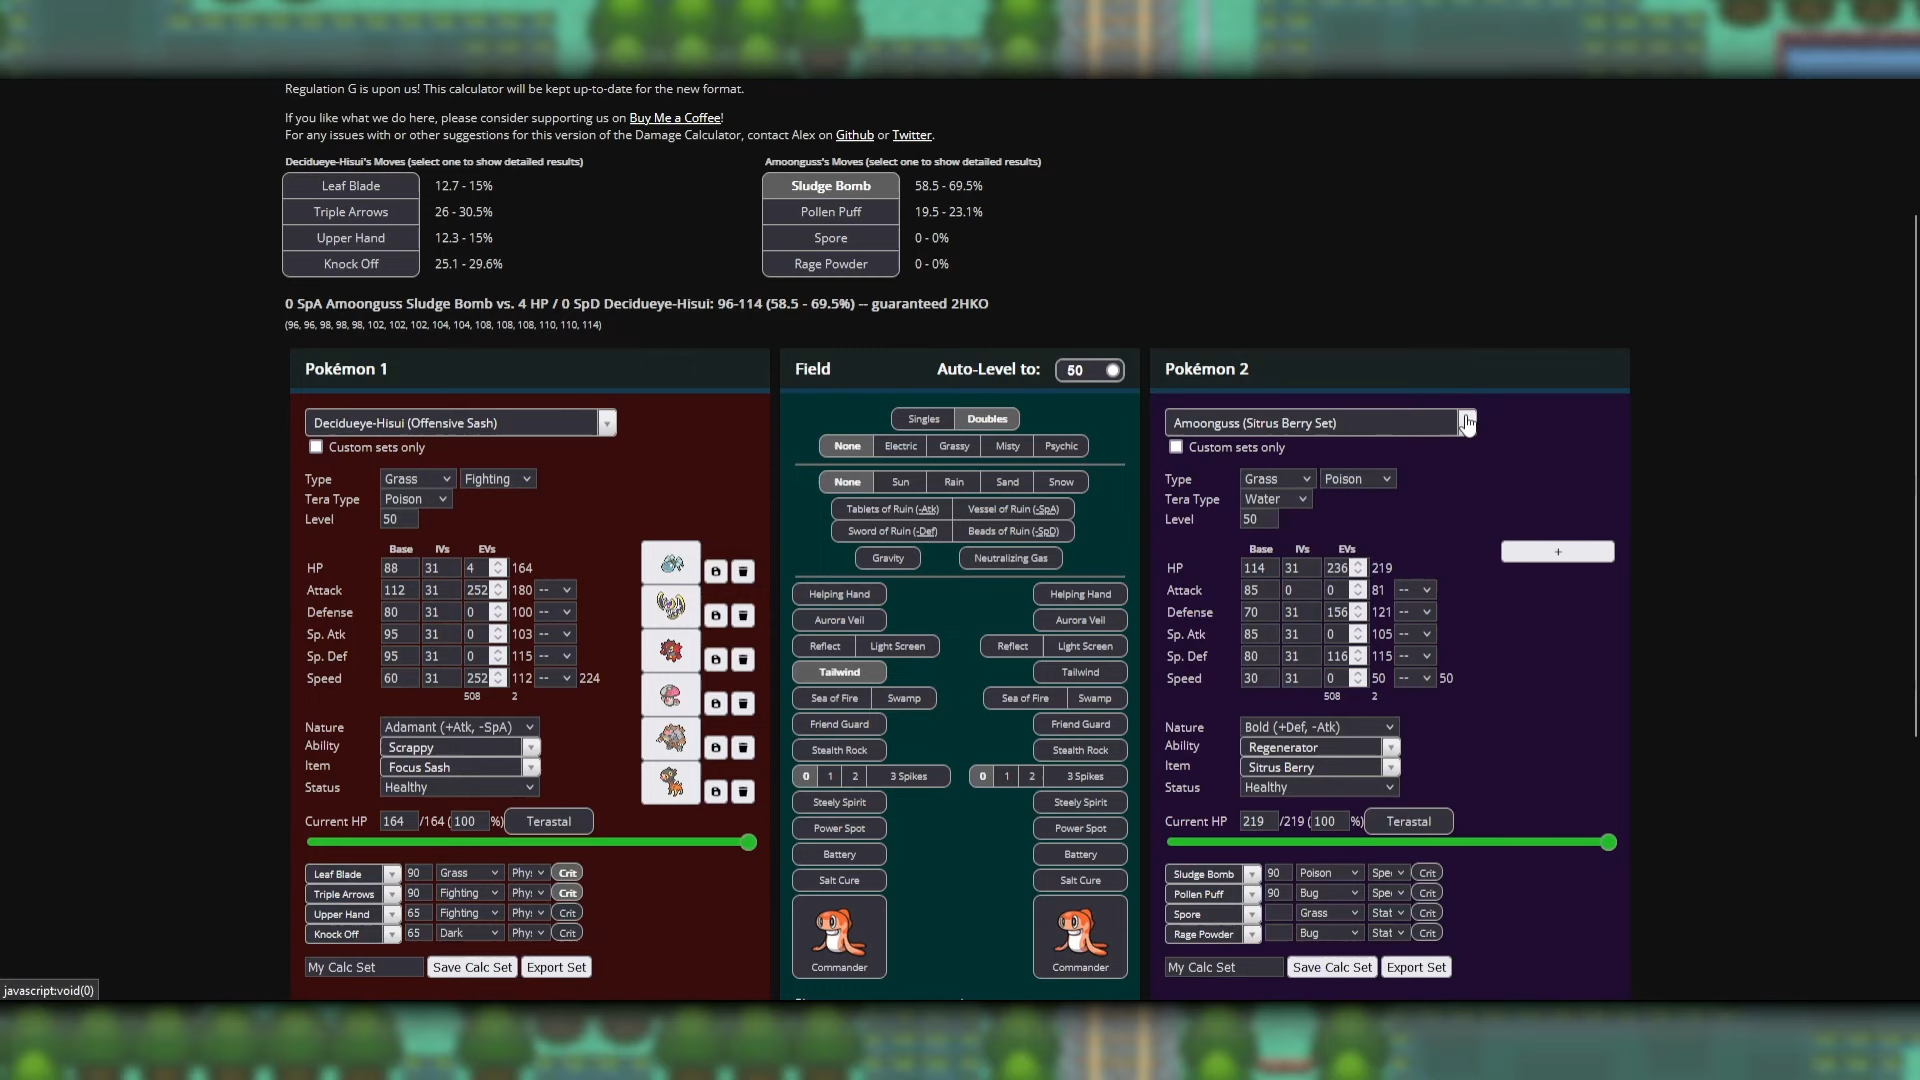 Regulation G is upon us! This calculator will be kept up-to-date for the new format.
If you like what we do here, please consider supporting us on Buy Me a Coffee!
For any issues with or other suggestions for this version of the Damage Calculator, contact Alex on Github or Twitter.
Decidueye-Hisui's Moves (select one to show detailed results)
Leaf Blade 12.7 - 15%
Triple Arrows 26 - 30.5%
Upper Hand 12.3 - 15%
Knock Off 25.1 - 29.6%
Amoonguss's Moves (select one to show detailed results)
Sludge Bomb 58.5 - 69.5%
Pollen Puff 19.5 - 23.1%
Spore 0 - 0%
Rage Powder 0 - 0%
0 SpA Amoonguss Sludge Bomb vs. 4 HP / 0 SpD Decidueye-Hisui: 96-114 (58.5 - 69.5%) -- guaranteed 2HKO
(96, 96, 98, 98, 98, 102, 102, 102, 104, 104, 108, 108, 108, 110, 110, 114)
Pokémon 1
Decidueye-Hisui (Offensive Sash)
Custom sets only
Type Grass Fighting
Tera Type Poison
Level 50
Base IVs EVs
HP 88 31 4 164
Attack 112 31 252 180 --
Defense 80 31 0 100 --
Sp. Atk 95 31 0 103 --
Sp. Def 95 31 0 115 --
Speed 60 31 252 112 -- 224
508 2
Nature Adamant (+Atk, -SpA)
Ability Scrappy
Item Focus Sash
Status Healthy
Current HP 164 /164 (100 %) Terastal
Leaf Blade 90 Grass Phy: Crit
Triple Arrows 90 Fighting Phy: Crit
Upper Hand 65 Fighting Phy: Crit
Knock Off 65 Dark Phy: Crit
My Calc Set Save Calc Set Export Set
Field Auto-Level to: 50
Singles Doubles
None Electric Grassy Misty Psychic
None Sun Rain Sand Snow
Tablets of Ruin (-Atk) Vessel of Ruin (-SpA)
Sword of Ruin (-Def) Beads of Ruin (-SpD)
Gravity Neutralizing Gas
Helping Hand Helping Hand
Aurora Veil Aurora Veil
Reflect Light Screen Reflect Light Screen
Tailwind Tailwind
Sea of Fire Swamp Sea of Fire Swamp
Friend Guard Friend Guard
Stealth Rock Stealth Rock
0 1 2 3 Spikes 0 1 2 3 Spikes
Steely Spirit Steely Spirit
Power Spot Power Spot
Battery Battery
Salt Cure Salt Cure
Commander Commander
Pokémon 2
Amoonguss (Sitrus Berry Set)
Custom sets only
Type Grass Poison
Tera Type Water
Level 50
+
Base IVs EVs
HP 114 31 236 219
Attack 85 0 0 81 --
Defense 70 31 156 121 --
Sp. Atk 85 31 0 105 --
Sp. Def 80 31 116 115 --
Speed 30 31 0 50 -- 50
508 2
Nature Bold (+Def, -Atk)
Ability Regenerator
Item Sitrus Berry
Status Healthy
Current HP 219 /219 (100 %) Terastal
Sludge Bomb 90 Poison Spe Crit
Pollen Puff 90 Bug Spe Crit
Spore Grass Stat Crit
Rage Powder Bug Stat Crit
My Calc Set Save Calc Set Export Set
javascript:void(0)